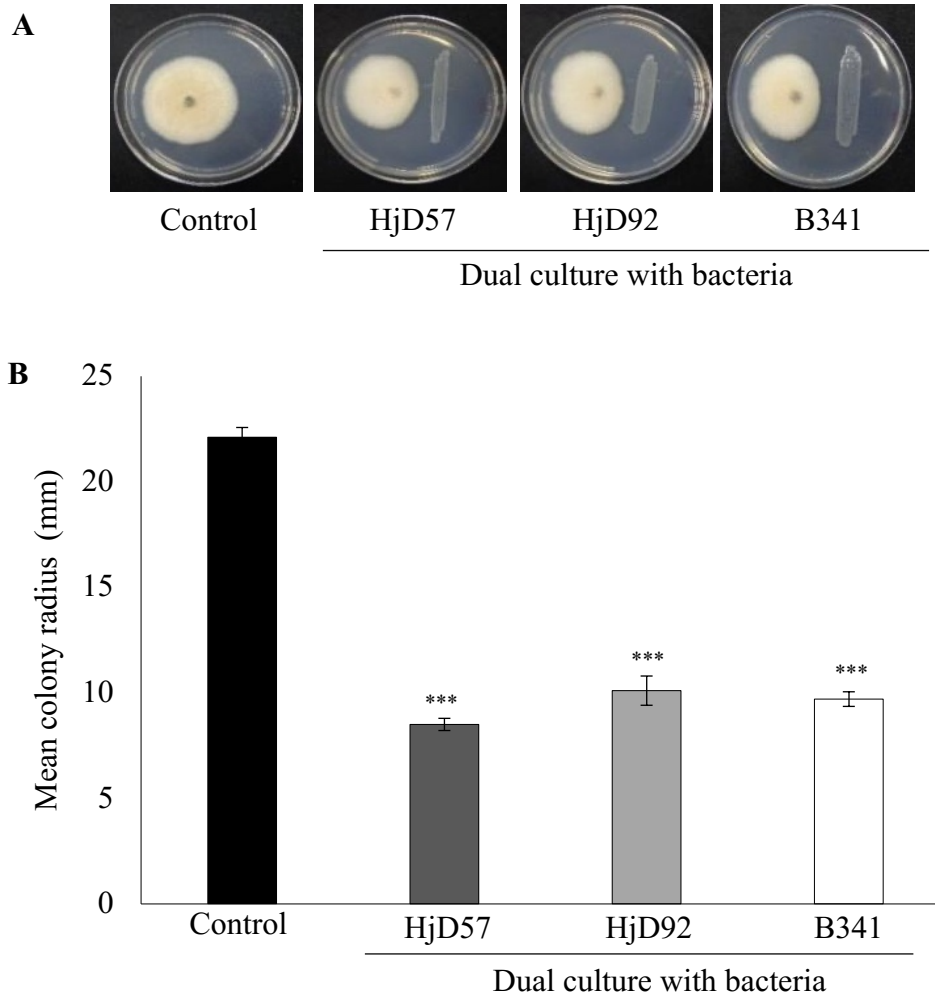 A
Control
HjD57
HjD92
B341
Dual culture with bacteria
B
Mean colony radius (mm)
25
20
15
10
5
0
***
***
***
Control
HjD57
HjD92
B341
Dual culture with bacteria